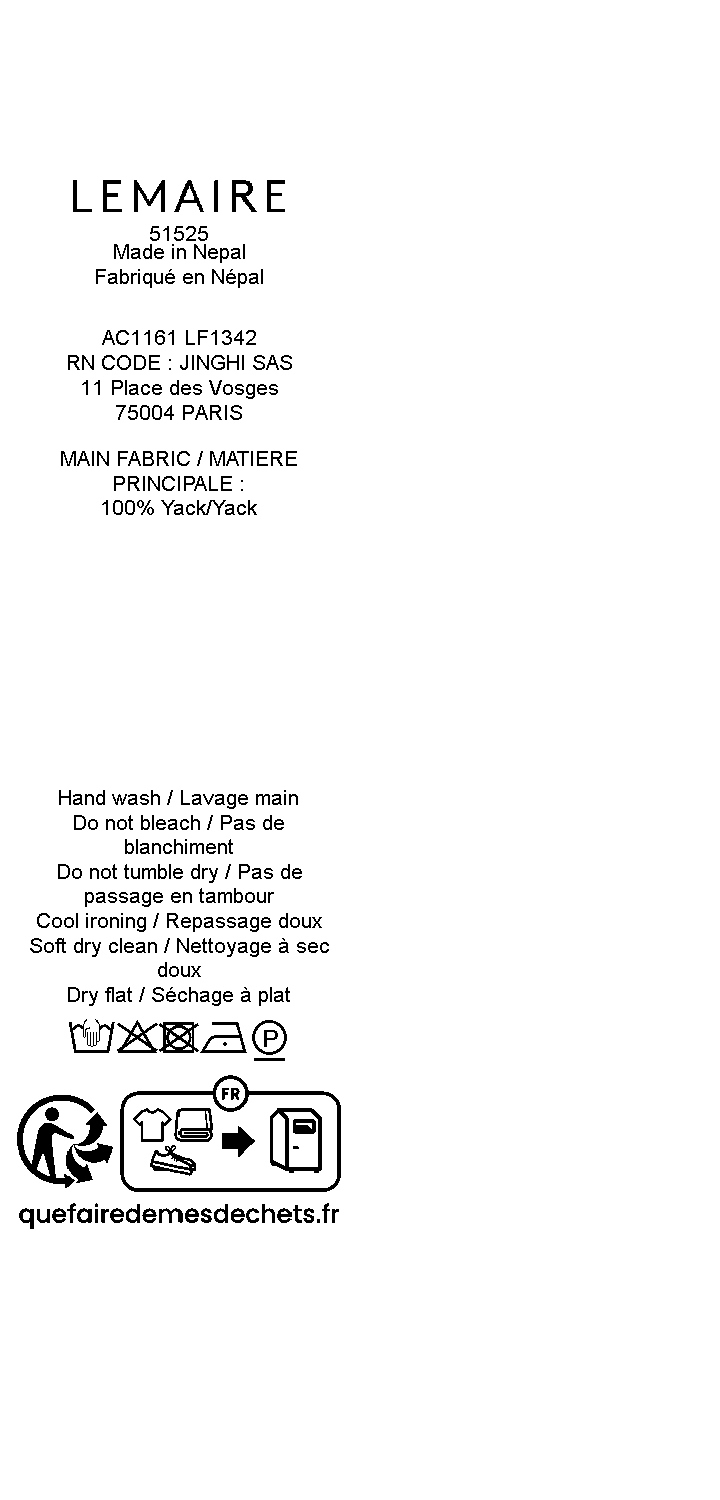 LEMAIRE
51525
Made in Nepal
Fabriqué en Népal
AC1161 LF1342
RN CODE : JINGHI SAS
11 Place des Vosges
75004 PARIS
MAIN FABRIC / MATIERE
PRINCIPALE :
100% Yack/Yack
Hand wash / Lavage main
Do not bleach / Pas de
blanchiment
Do not tumble dry / Pas de
passage en tambour
Cool ironing / Repassage doux
Soft dry clean / Nettoyage à sec
doux
Dry flat / Séchage à plat
P
FR
quefairedemesdechets.fr